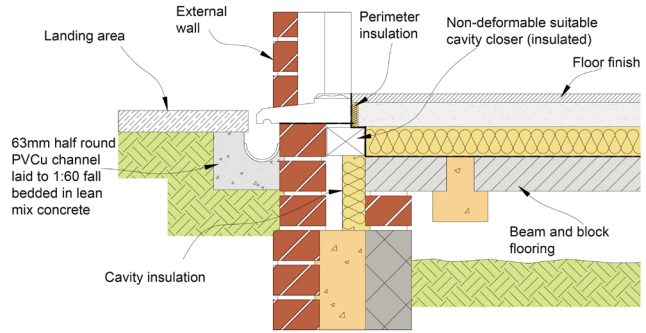 External
wall
Landing area
Perimeter
insulation
Non-deformable suitable
cavity closer (insulated)
Floor finish
63mm half round
PVCu channel
laid to 1:60 fall
bedded in lean
mix concrete
Cavity insulation
Beam and block
flooring